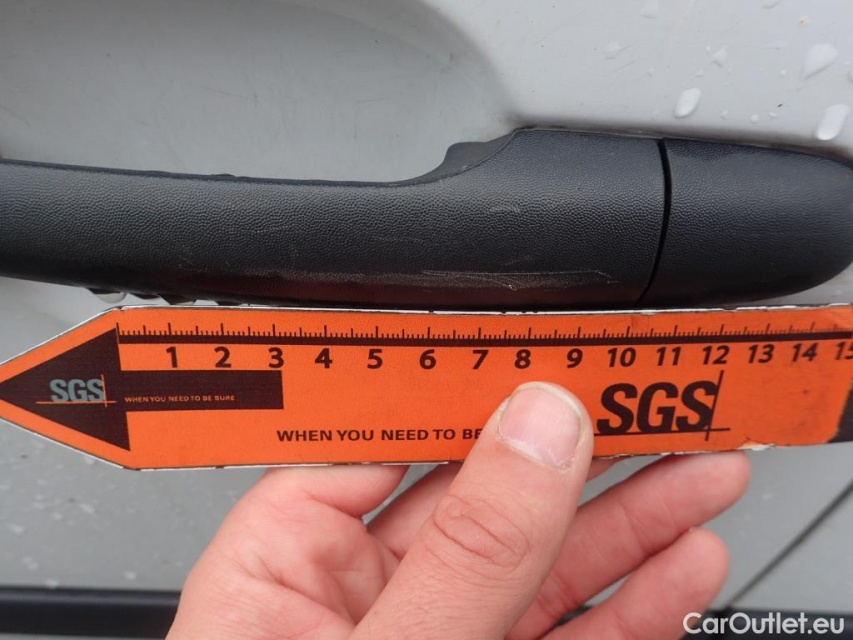 1 2 3 4 5 6 7 8 9 10 11 12 13 14 15
SGS
WHEN YOU NEED TO BE SURE
SGS
WHEN YOU NEED TO BE
CarOutlet.eu